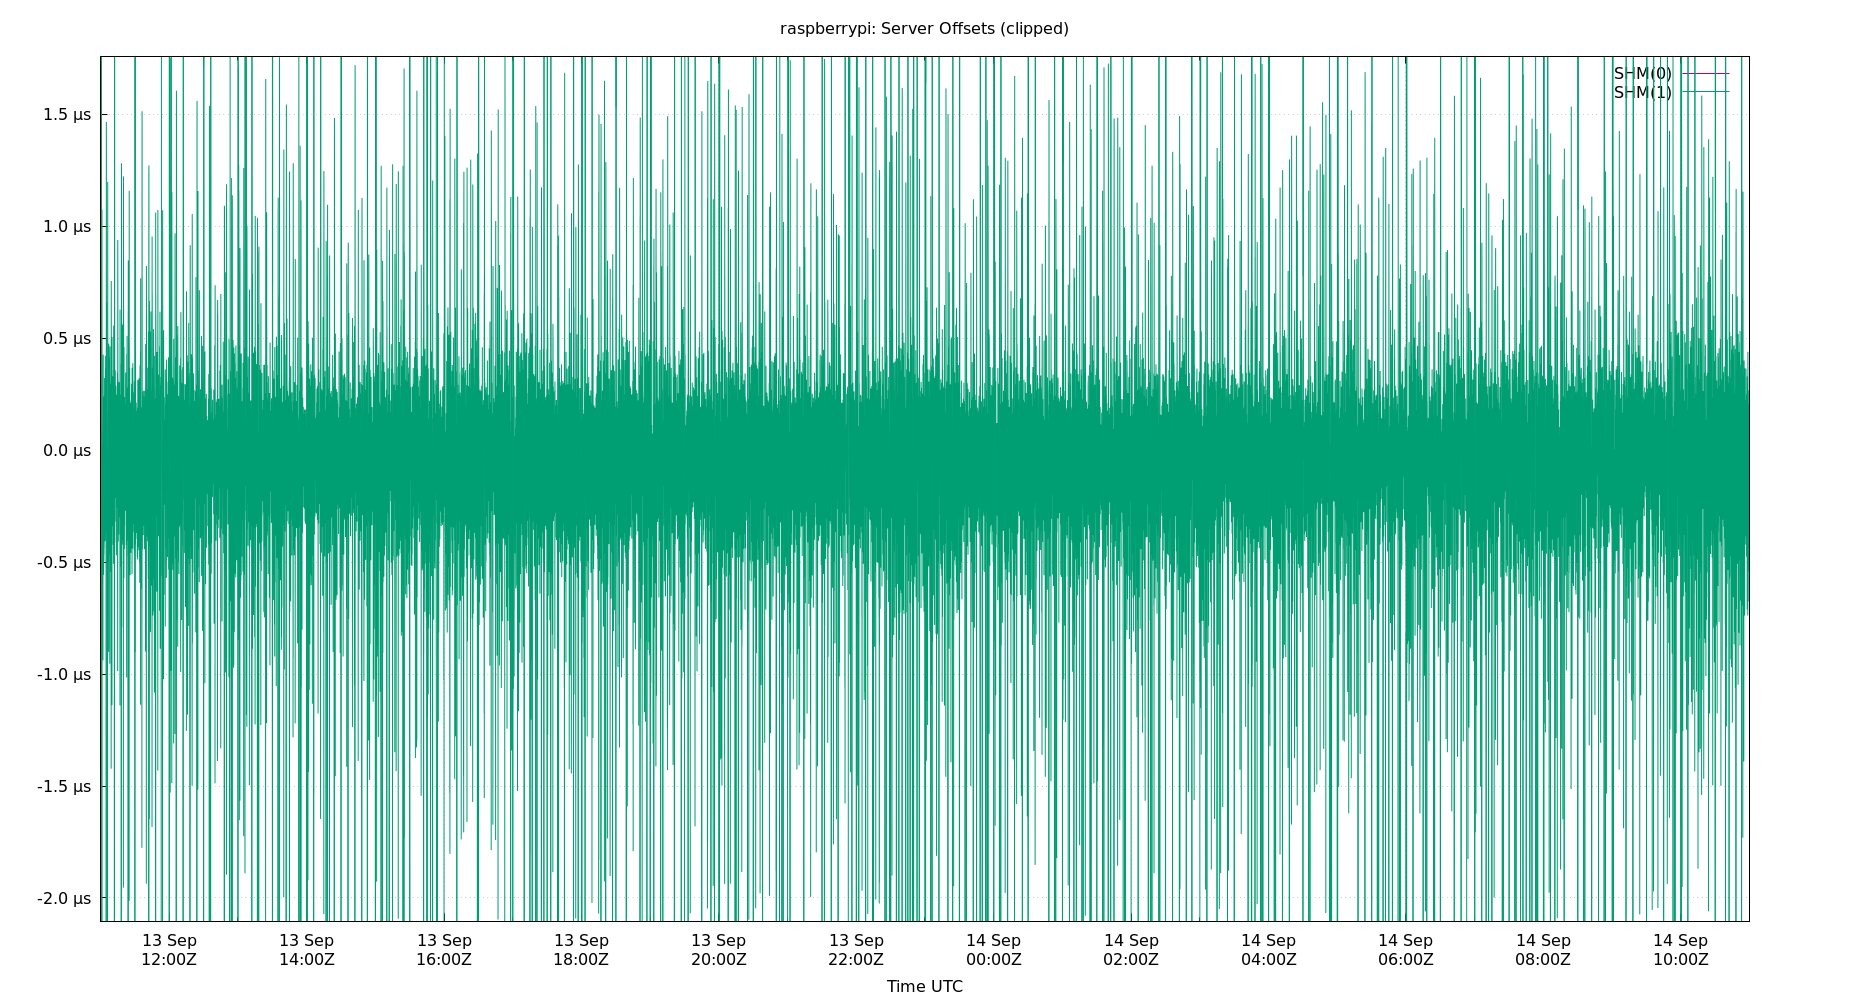 raspberrypi: Server Offsets (clipped)
SHM(0)
SHM(1)
1.5 µs
1.0 µs
0.5 µs
0.0 µs
-0.5 µs
-1.0 µs
-1.5 µs
-2.0 µs
13 Sep 13 Sep 13 Sep 13 Sep 13 Sep 13 Sep 14 Sep 14 Sep 14 Sep 14 Sep 14 Sep 14 Sep
12:00Z 14:00Z 16:00Z 18:00Z 20:00Z 22:00Z 00:00Z 02:00Z 04:00Z 06:00Z 08:00Z 10:00Z
Time UTC